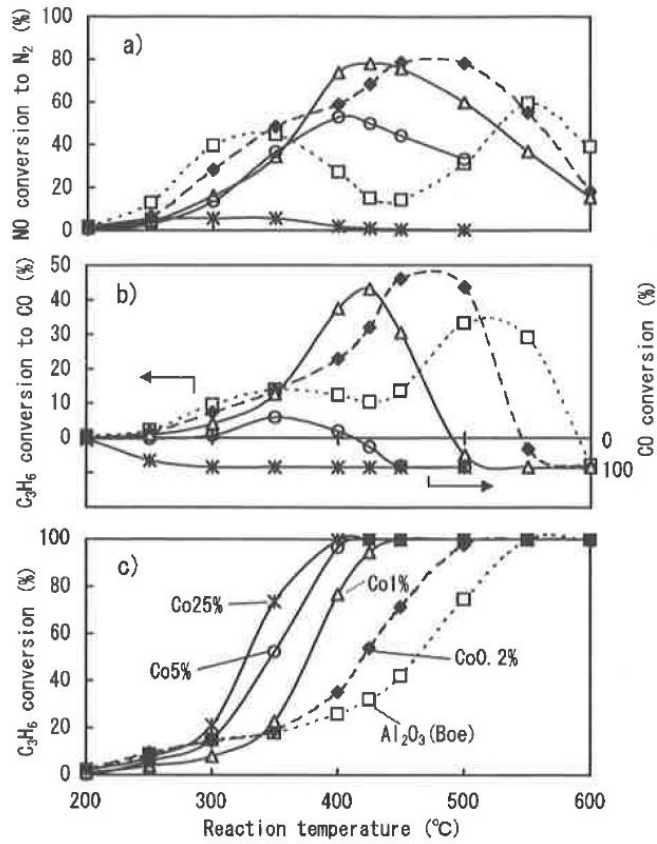 a)
NO conversion to N₂ (%)
100
80
60
40
20
0
b)
C₃H₆ conversion to CO (%)
50
40
30
20
10
0
CO conversion (%)
0
100
c)
C₃H₆ conversion (%)
100
80
60
40
20
0
Co25%
Co5%
Co1%
Co0.2%
Al₂O₃(Boe)
200 300 400 500 600
Reaction temperature (℃)